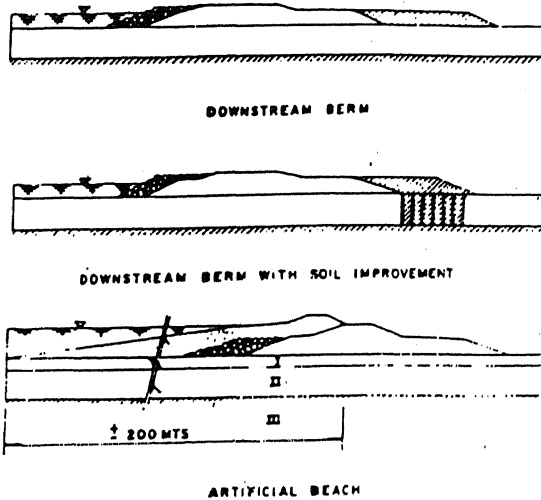 DOWNSTREAM BERM
DOWNSTREAM BERM WITH SOIL IMPROVEMENT
I
II
III
± 200 MTS
ARTIFICIAL BEACH